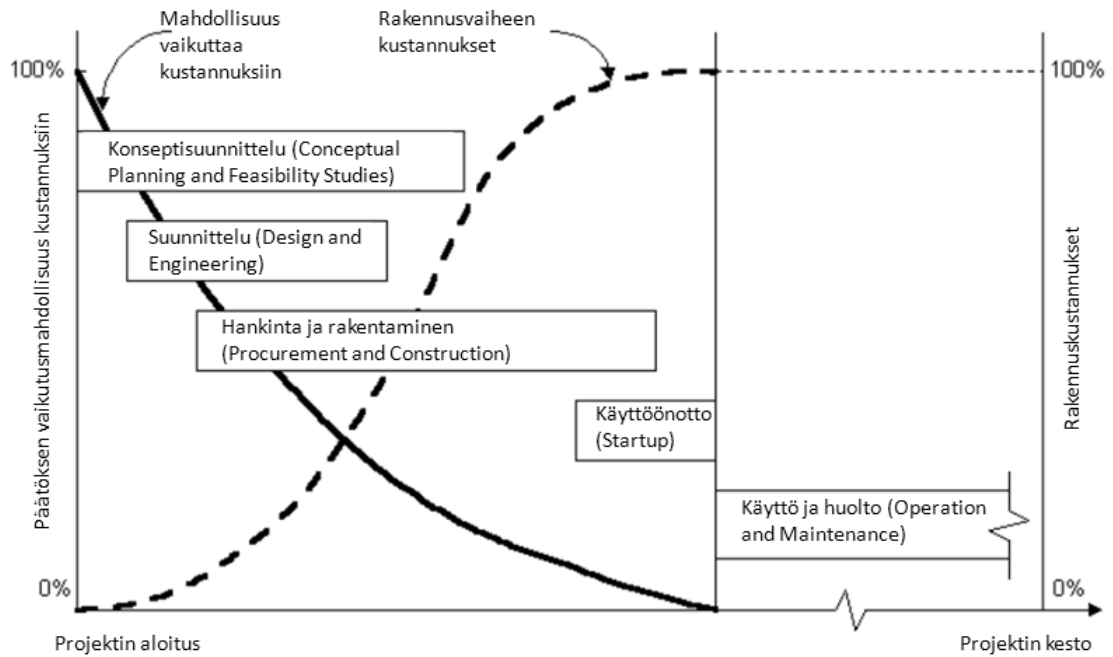 Mahdollisuus
vaikuttaa
kustannuksiin
Rakennusvaiheen
kustannukset
100%
100%
Päätöksen vaikutusmahdollisuus kustannuksiin
Konseptisuunnittelu (Conceptual
Planning and Feasibility Studies)
Suunnittelu (Design and
Engineering)
Hankinta ja rakentaminen
(Procurement and Construction)
Käyttöönotto
(Startup)
Käyttö ja huolto (Operation
and Maintenance)
Rakennuskustannukset
0%
0%
Projektin aloitus
Projektin kesto